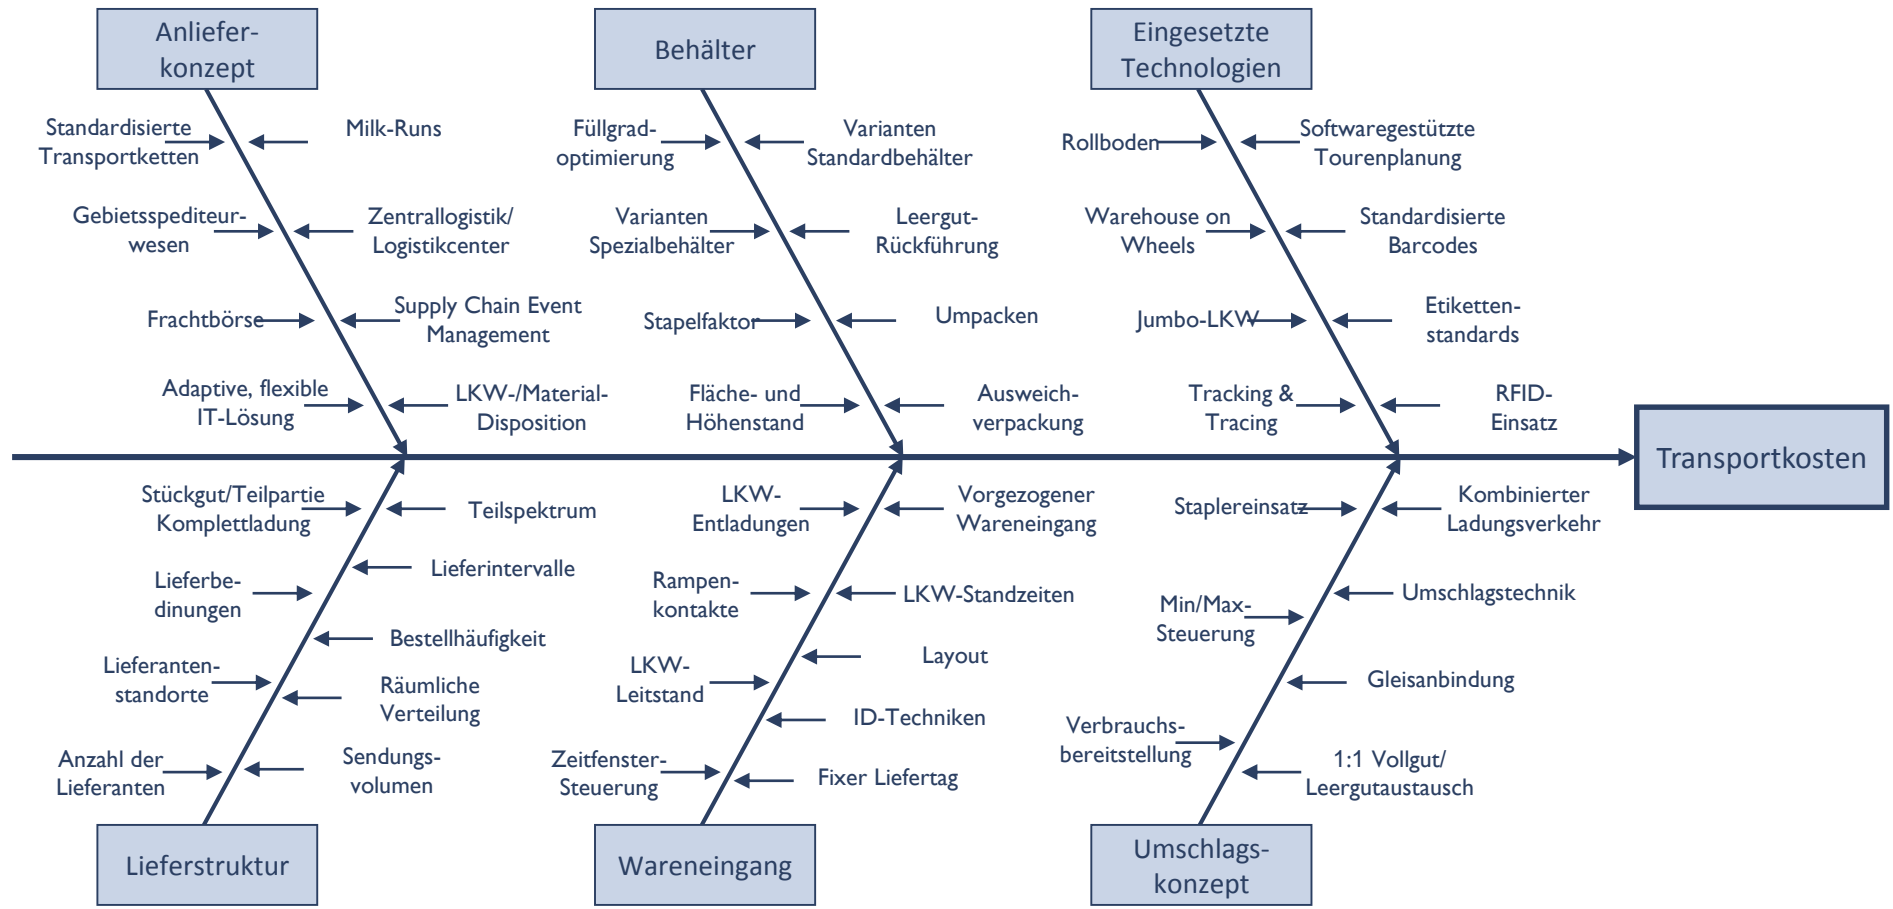 Anliefer-
konzept
Behälter
Eingesetzte
Technologien
Standardisierte
Transportketten
Milk-Runs
Gebietsspediteur-
wesen
Zentrallogistik/
Logistikcenter
Frachtbörse
Supply Chain Event
Management
Adaptive, flexible
IT-Lösung
LKW-/Material-
Disposition
Füllgrad-
optimierung
Varianten
Standardbehälter
Varianten
Spezialbehälter
Leergut-
Rückführung
Stapelfaktor
Umpacken
Fläche- und
Höhenstand
Ausweich-
verpackung
Rollboden
Softwaregestützte
Tourenplanung
Warehouse on
Wheels
Standardisierte
Barcodes
Jumbo-LKW
Etiketten-
standards
Tracking &
Tracing
RFID-
Einsatz
Transportkosten
Stückgut/Teilpartie
Komplettladung
Teilspektrum
Lieferintervalle
Lieferbe-
dinungen
Bestellhäufigkeit
Lieferanten-
standorte
Räumliche
Verteilung
Anzahl der
Lieferanten
Sendungs-
volumen
LKW-
Entladungen
Vorgezogener
Wareneingang
Rampen-
kontakte
LKW-Standzeiten
Layout
LKW-
Leitstand
ID-Techniken
Zeitfenster-
Steuerung
Fixer Liefertag
Staplereinsatz
Kombinierter
Ladungsverkehr
Umschlagstechnik
Min/Max-
Steuerung
Gleisanbindung
Verbrauchs-
bereitstellung
1:1 Vollgut/
Leergutaustausch
Lieferstruktur
Wareneingang
Umschlags-
konzept